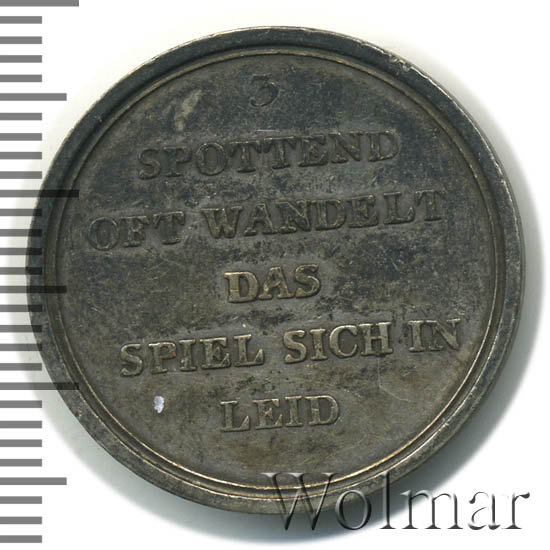 3
SPOTTEND
OFT WANDELT
DAS
SPIEL SICH IN
LEID
Wolmar